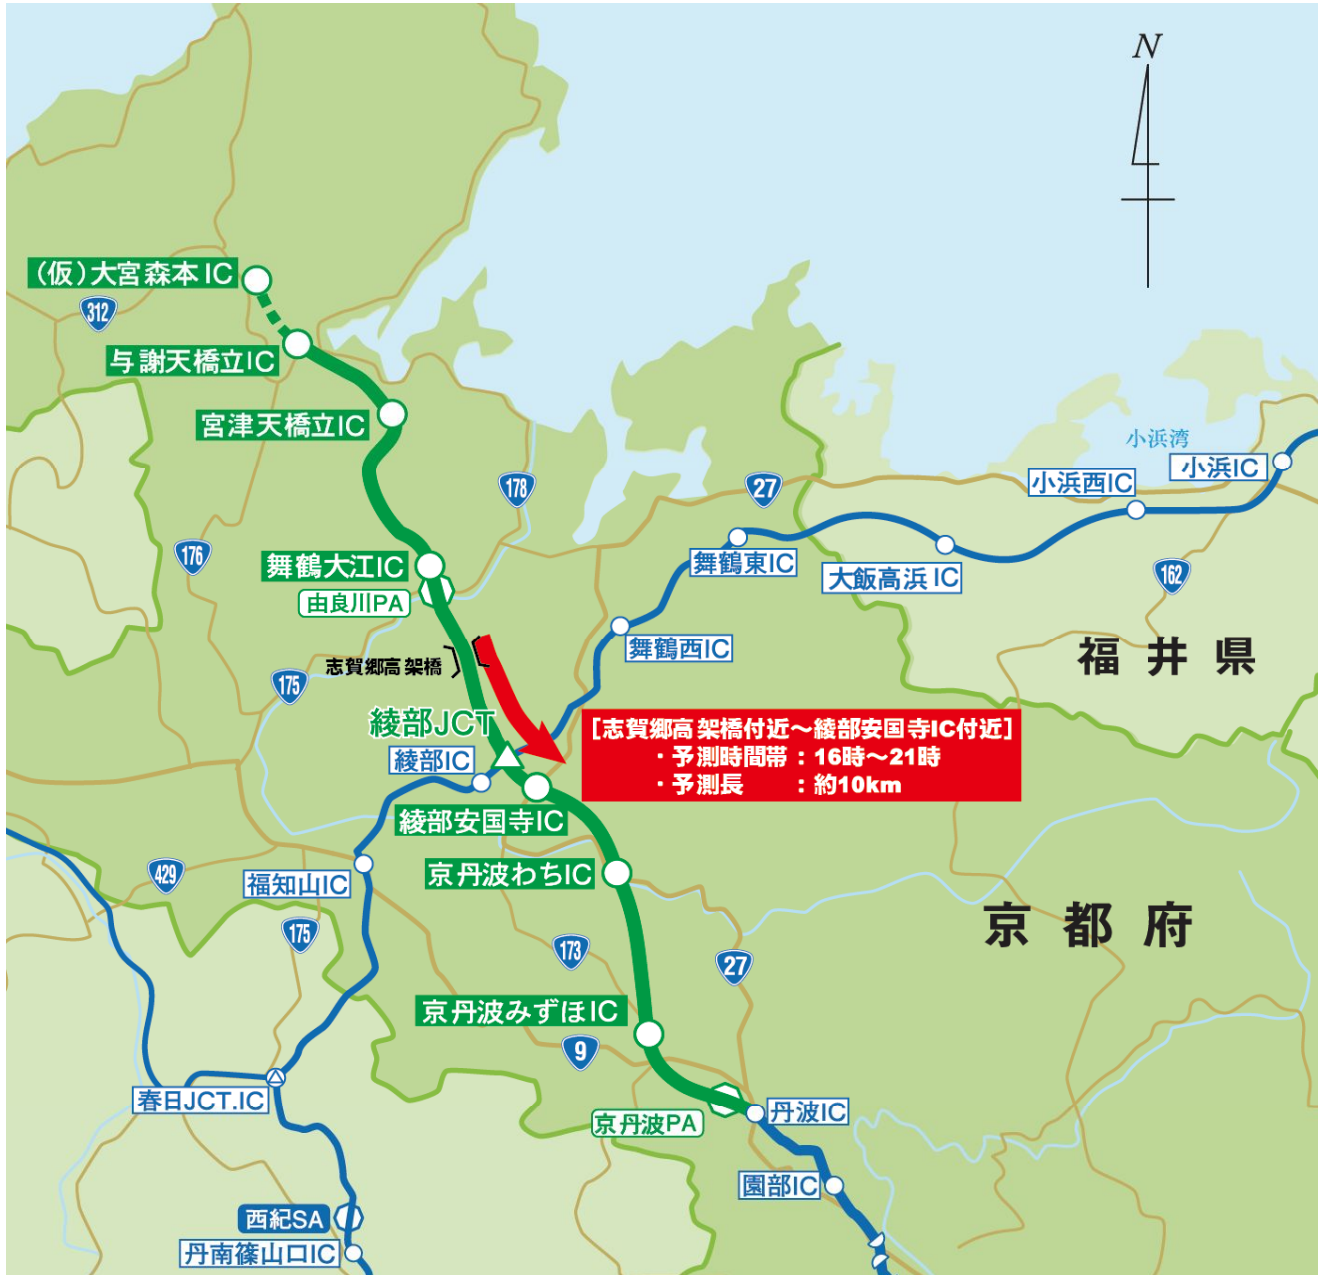 N
(仮)大宮森本IC
312
与謝天橋立IC
宮津天橋立IC
小浜湾
小浜IC
小浜西IC
178
27
176
舞鶴大江IC
舞鶴東IC
大飯高浜IC
162
由良川PA
舞鶴西IC
福井県
志賀郷高架橋
175
綾部JCT
[志賀郷高架橋付近～綾部安国寺IC付近]
・予測時間帯：16時～21時
・予測長　　：約10km
綾部IC
綾部安国寺IC
429
福知山IC
京丹波わちIC
175
173
27
京都府
京丹波みずほIC
9
春日JCT.IC
京丹波PA
丹波IC
園部IC
西紀SA
丹南篠山口IC